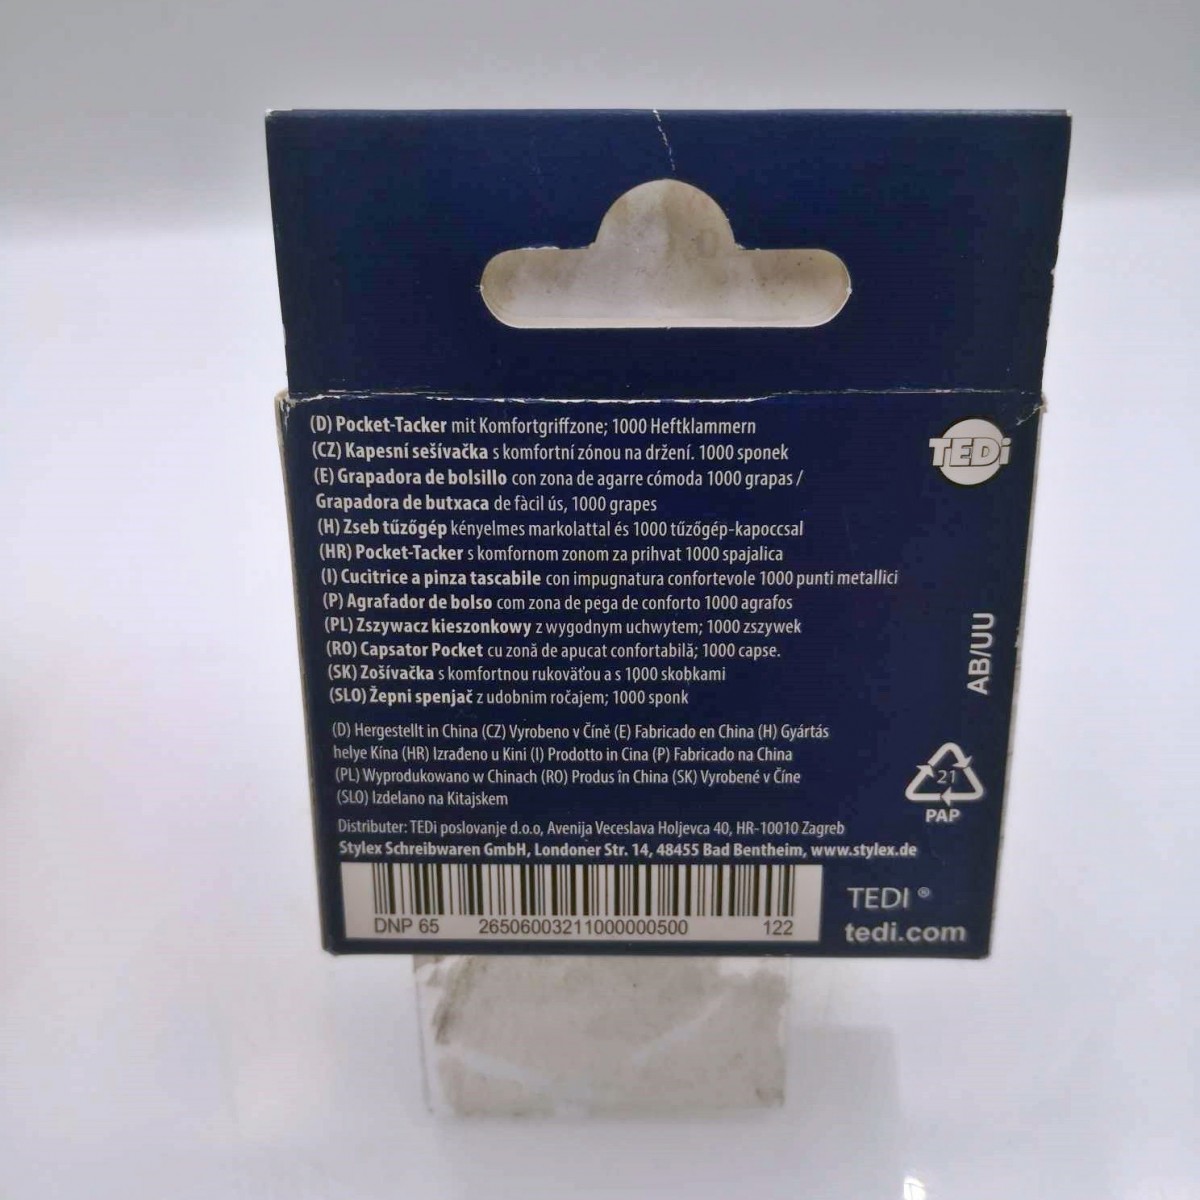 (D) Pocket-Tacker mit Komfortgriffzone; 1000 Heftklammern
(CZ) Kapesní sešívačka s komfortní zónou na držení. 1000 sponek
(E) Grapadora de bolsillo con zona de agarre cómoda 1000 grapas /
Grapadora de butxaca de fàcil ús, 1000 grapes
(H) Zseb tűzőgép kényelmes markolattal és 1000 tűzőgép-kapoccsal
(HR) Pocket-Tacker s komfornom zonom za prihvat 1000 spajalica
(I) Cucitrice a pinza tascabile con impugnatura confortevole 1000 punti metallici
(P) Agrafador de bolso com zona de pega de conforto 1000 agrafos
(PL) Zszywacz kieszonkowy z wygodnym uchwytem; 1000 zszywek
(RO) Capsator Pocket cu zonă de apucat confortabilă; 1000 capse.
(SK) Zošívačka s komfortnou rukoväťou a s 1000 skobkami
(SLO) Žepni spenjač z udobnim ročajem; 1000 sponk
TEDi
AB/UU
(D) Hergestellt in China (CZ) Vyrobeno v Číně (E) Fabricado en China (H) Gyártás
helye Kína (HR) Izrađeno u Kini (I) Prodotto in Cina (P) Fabricado na China
(PL) Wyprodukowano w Chinach (RO) Produs în China (SK) Vyrobené v Číne
(SLO) Izdelano na Kitajskem
21
PAP
Distributer: TEDi poslovanje d.o.o, Avenija Veceslava Holjevca 40, HR-10010 Zagreb
Stylex Schreibwaren GmbH, Londoner Str. 14, 48455 Bad Bentheim, www.stylex.de
DNP 65 26506003211000000500 122
TEDI ®
tedi.com